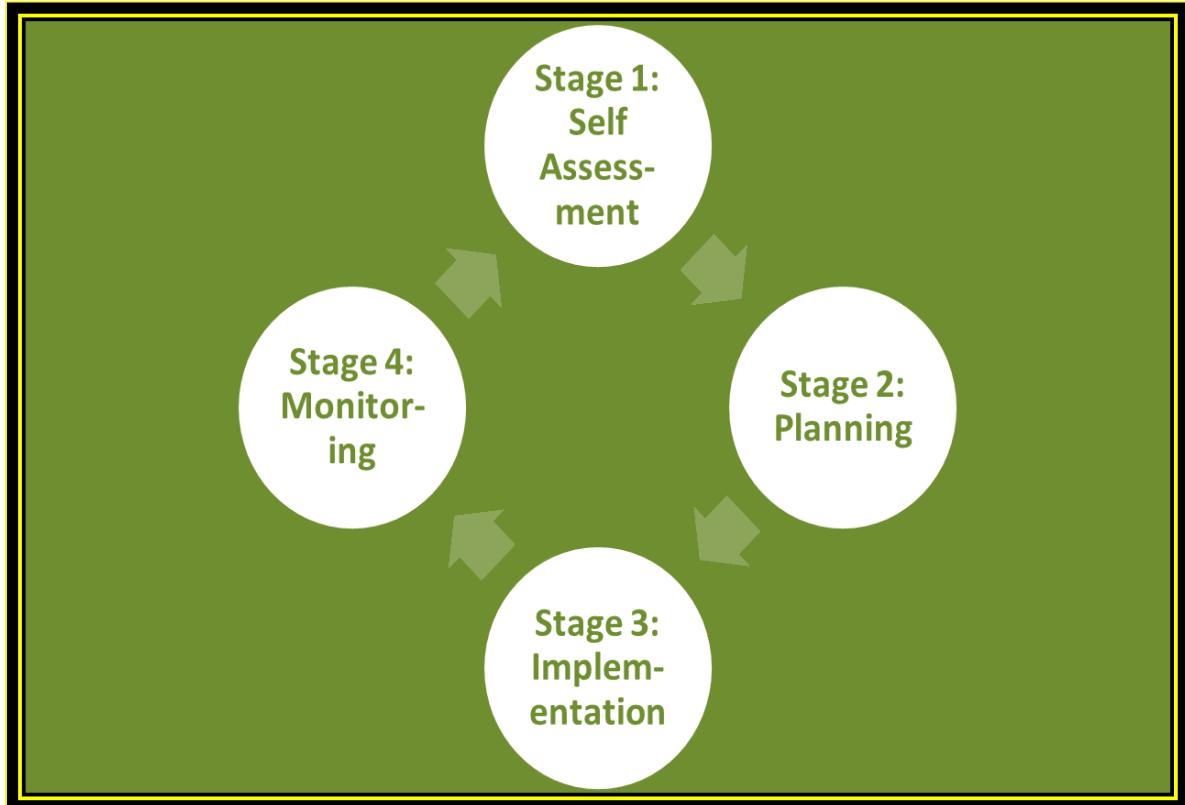 Stage 1:
Self
Assess-
ment
Stage 2:
Planning
Stage 3:
Implem-
entation
Stage 4:
Monitor-
ing